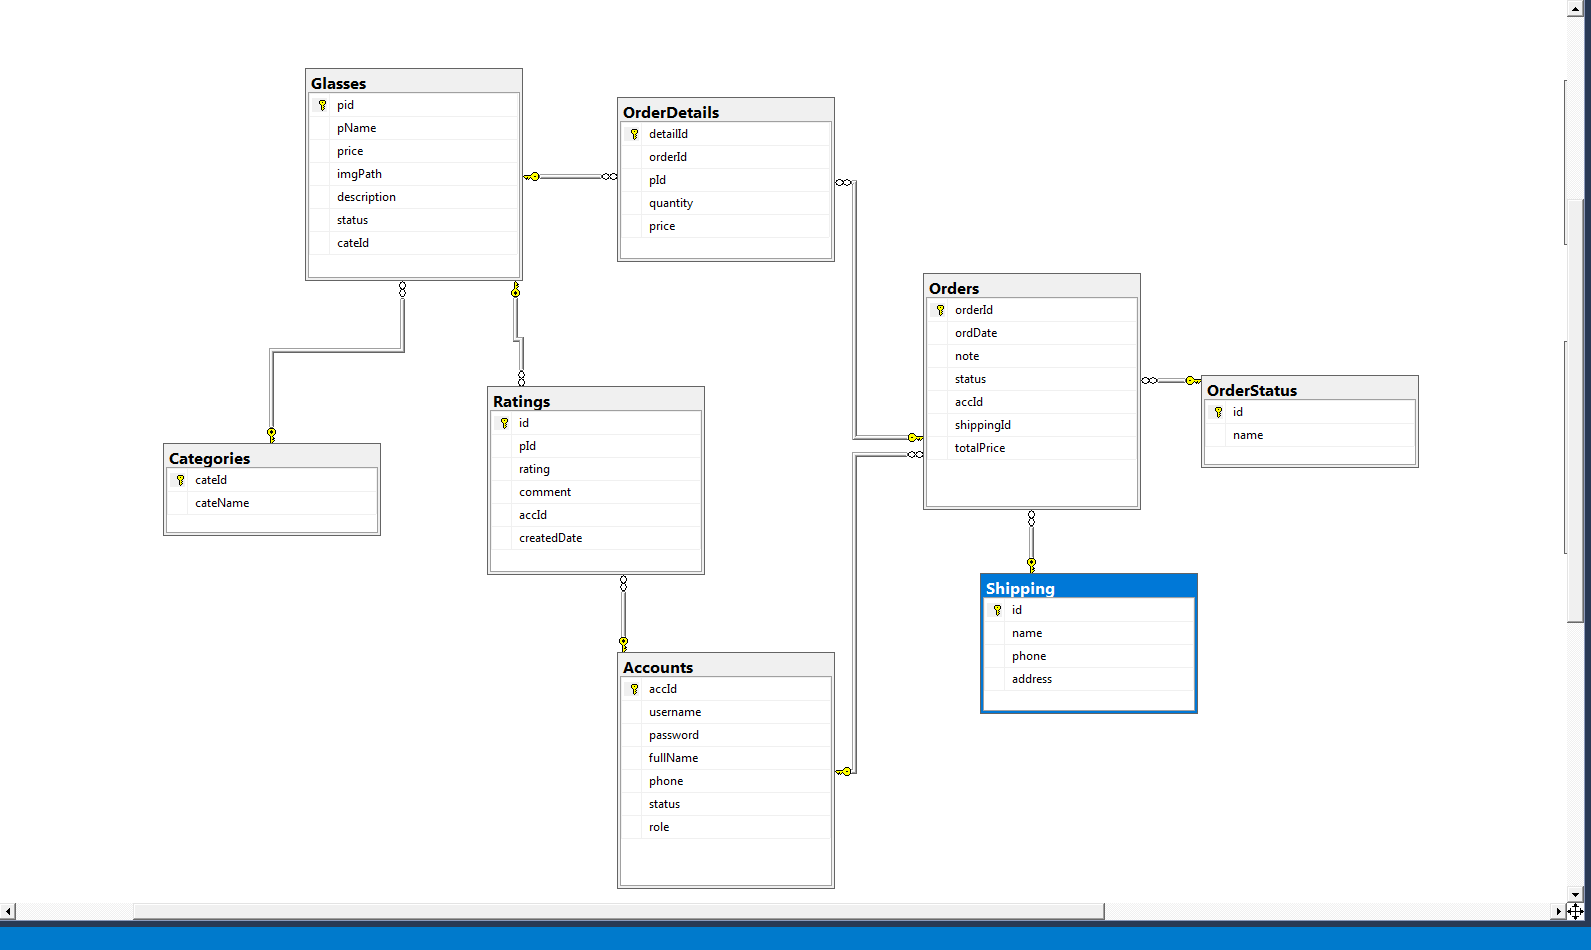 Glasses
pid
pName
price
imgPath
description
status
cateId
OrderDetails
detailId
orderId
pId
quantity
price
Orders
orderId
ordDate
note
status
accId
shippingId
totalPrice
OrderStatus
id
name
Ratings
id
pId
rating
comment
accId
createdDate
Categories
cateId
cateName
Shipping
id
name
phone
address
Accounts
accId
username
password
fullName
phone
status
role